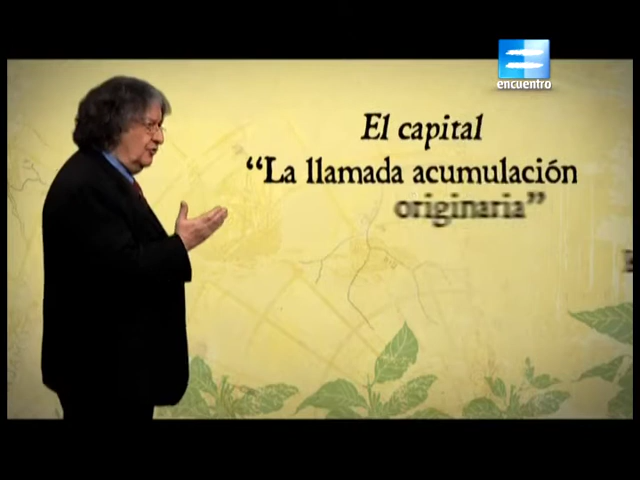 encuentro
El capital
“La llamada acumulación
originaria”